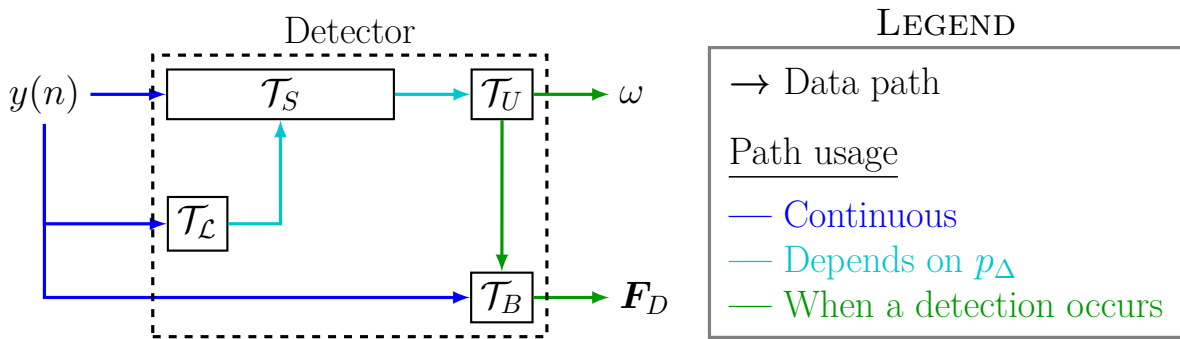 Detector
y(n)
𝒯_S
𝒯_U
ω
𝒯_ℒ
𝒯_B
𝑭_D
LEGEND
→ Data path
Path usage
Continuous
Depends on p_Δ
When a detection occurs